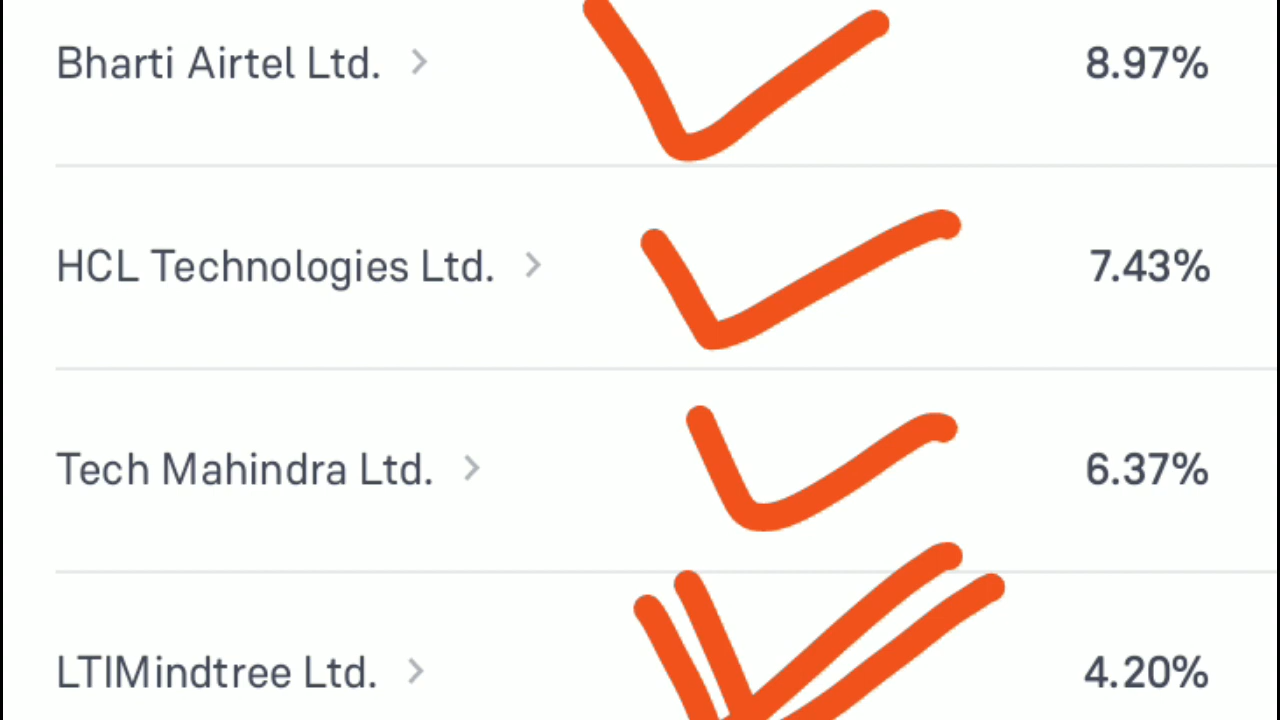 Bharti Airtel Ltd. > 8.97%
HCL Technologies Ltd. > 7.43%
Tech Mahindra Ltd. > 6.37%
LTIMindtree Ltd. > 4.20%